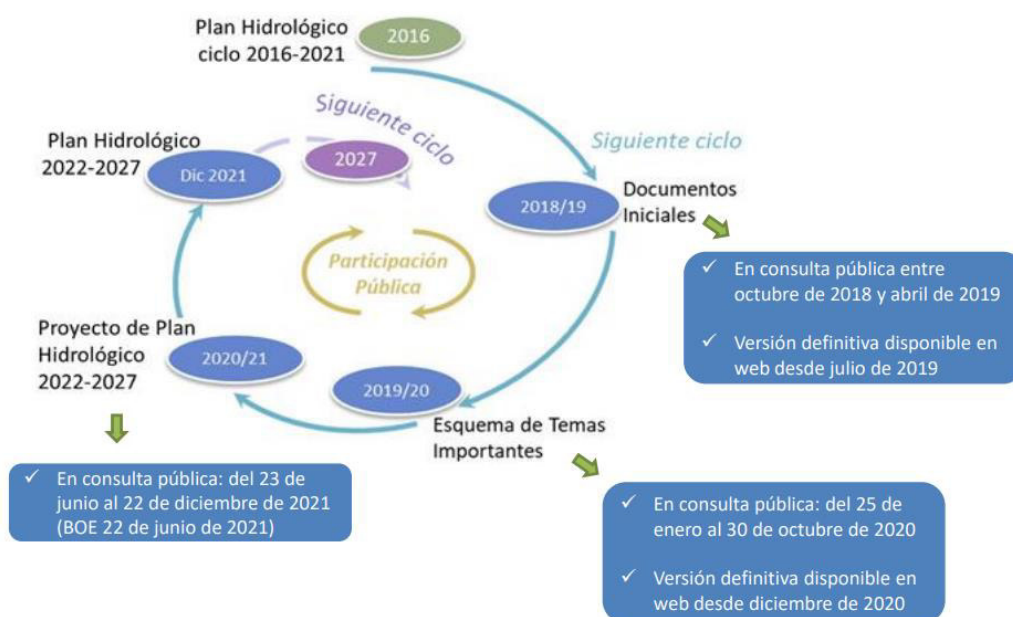 Plan Hidrológico
ciclo 2016-2021
2016
Siguiente ciclo
Siguiente ciclo
Plan Hidrológico
2022-2027
Dic 2021
2027
2018/19
Documentos
Iniciales
✓ En consulta pública entre
octubre de 2018 y abril de 2019
✓ Versión definitiva disponible en
web desde julio de 2019
Participación
Pública
Proyecto de Plan
Hidrológico
2022-2027
2020/21
2019/20
Esquema de Temas
Importantes
✓ En consulta pública: del 23 de
junio al 22 de diciembre de 2021
(BOE 22 de junio de 2021)
✓ En consulta pública: del 25 de
enero al 30 de octubre de 2020
✓ Versión definitiva disponible en
web desde diciembre de 2020